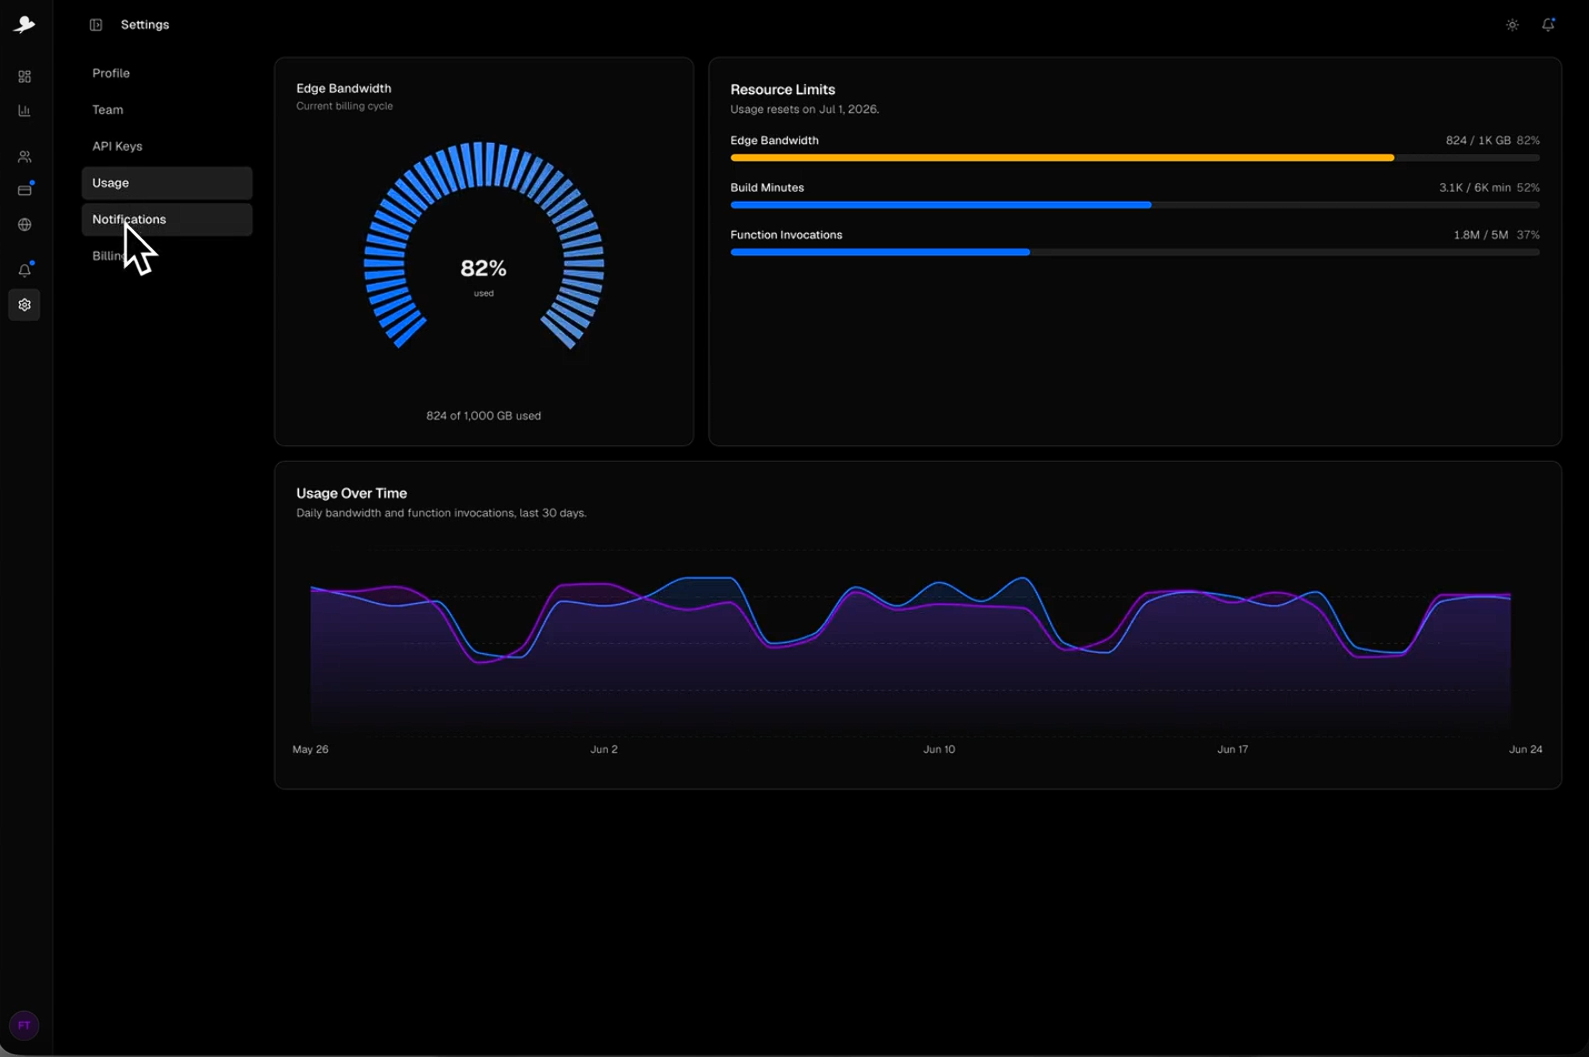 Settings
Profile
Team
API Keys
Usage
Notifications
Billing
FT
Edge Bandwidth
Current billing cycle
82%
used
824 of 1,000 GB used
Resource Limits
Usage resets on Jul 1, 2026.
Edge Bandwidth 824 / 1K GB 82%
Build Minutes 3.1K / 6K min 52%
Function Invocations 1.8M / 5M 37%
Usage Over Time
Daily bandwidth and function invocations, last 30 days.
May 26 Jun 2 Jun 10 Jun 17 Jun 24